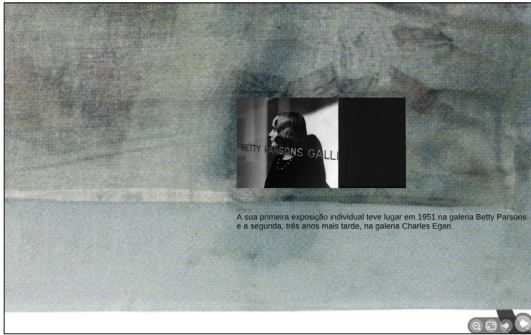 BETTY PARSONS GALL
A sua primeira exposição individual teve lugar em 1951 na galeria Betty Parsons
e a segunda, três anos mais tarde, na galeria Charles Egan.